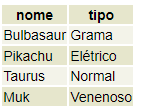 nome tipo
Bulbasaur Grama
Pikachu Elétrico
Taurus Normal
Muk Venenoso